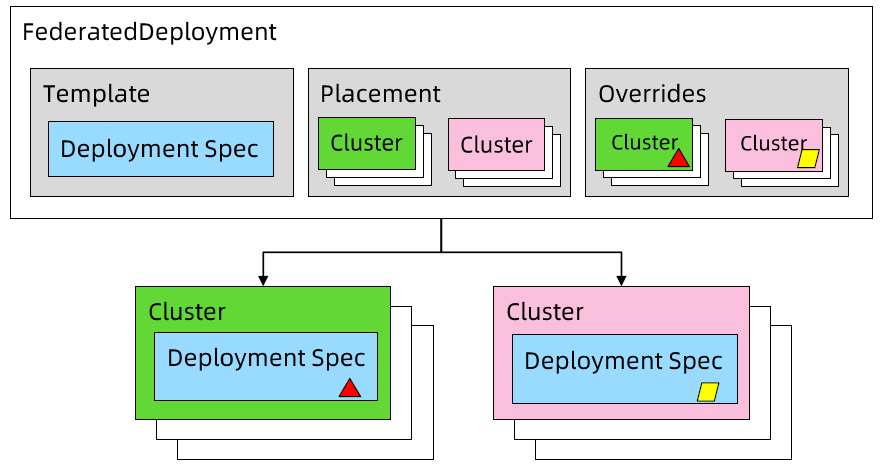 FederatedDeployment
Template
Deployment Spec
Placement
Cluster
Cluster
Overrides
Cluster
Cluster
Cluster
Deployment Spec
Cluster
Deployment Spec